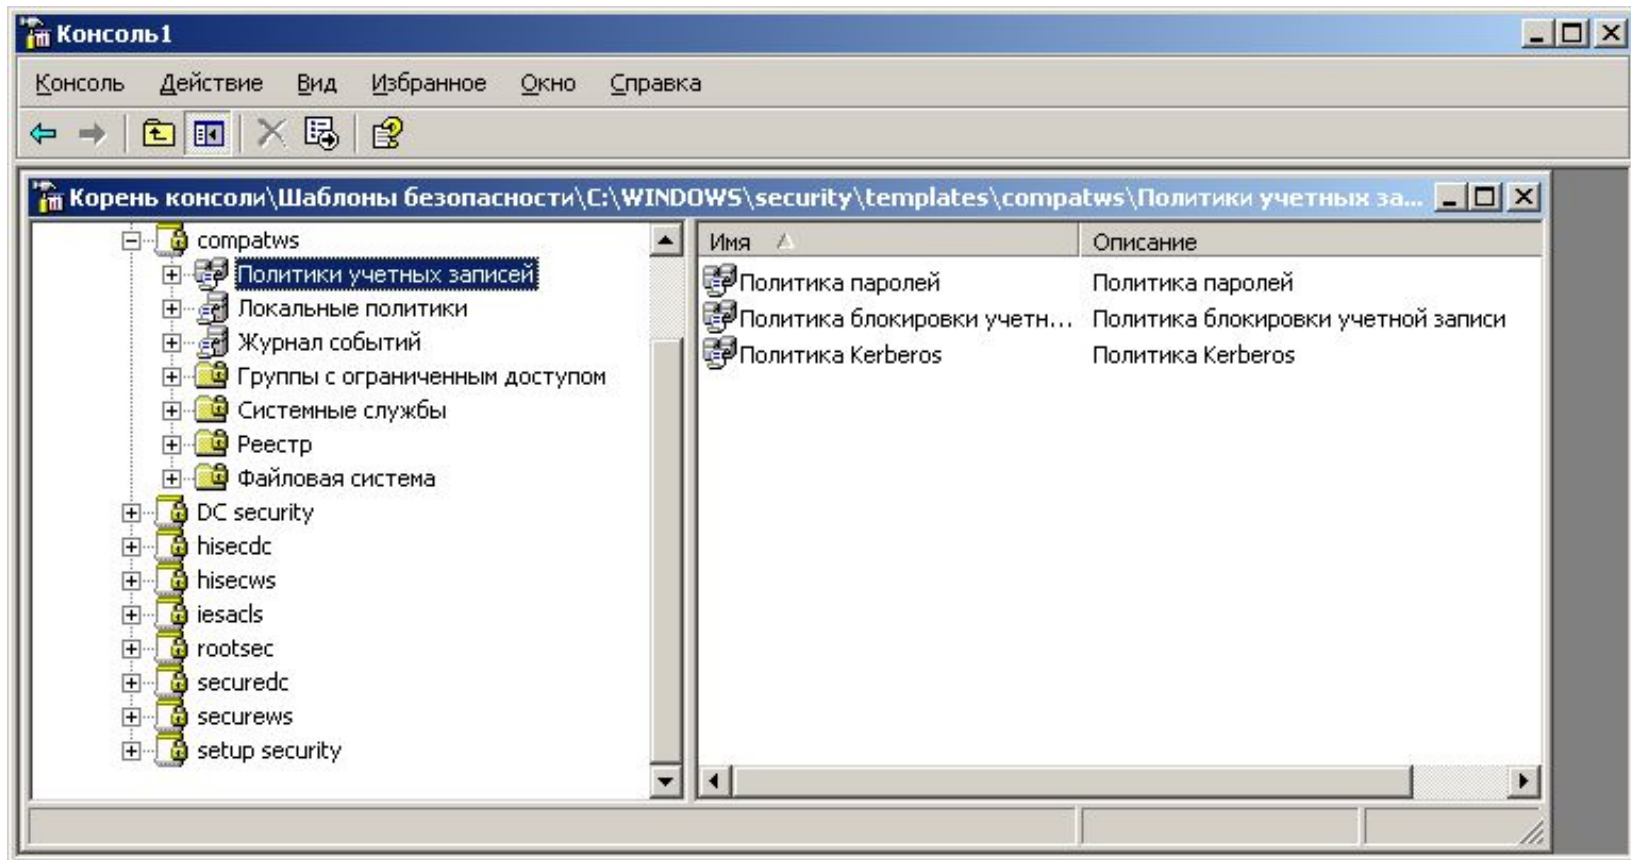 Консоль1
Консоль Действие Вид Избранное Окно Справка
Корень консоли\Шаблоны безопасности\C:\WINDOWS\security\templates\compatws\Политики учетных за...
compatws
Политики учетных записей
Локальные политики
Журнал событий
Группы с ограниченным доступом
Системные службы
Реестр
Файловая система
DC security
hisecdc
hisecws
iesacls
rootsec
securedc
securews
setup security
Имя Описание
Политика паролей Политика паролей
Политика блокировки учетн... Политика блокировки учетной записи
Политика Kerberos Политика Kerberos